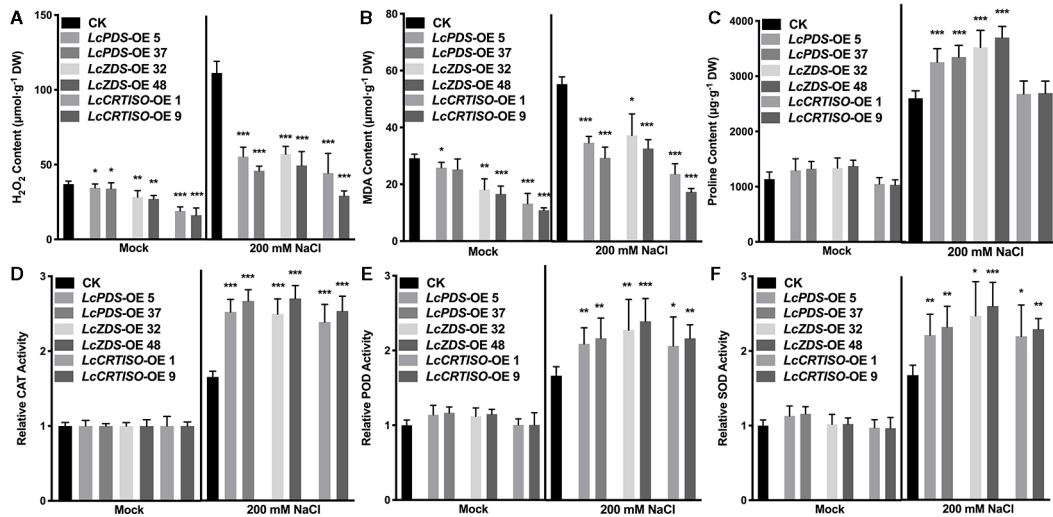 A
H2O2 Content (μmol·g-1 DW)
150
100
50
0
CK
LcPDS-OE 5
LcPDS-OE 37
LcZDS-OE 32
LcZDS-OE 48
LcCRTISO-OE 1
LcCRTISO-OE 9
* * ** ** *** ***
*** *** *** *** *** ***
Mock
200 mM NaCl
B
MDA Content (μmol·g-1 DW)
80
60
40
20
0
CK
LcPDS-OE 5
LcPDS-OE 37
LcZDS-OE 32
LcZDS-OE 48
LcCRTISO-OE 1
LcCRTISO-OE 9
* ** *** *** ***
*** *** * *** *** ***
Mock
200 mM NaCl
C
Proline Content (μg·g-1 DW)
4000
3000
2000
1000
0
CK
LcPDS-OE 5
LcPDS-OE 37
LcZDS-OE 32
LcZDS-OE 48
LcCRTISO-OE 1
LcCRTISO-OE 9
*** *** *** ***
Mock
200 mM NaCl
D
Relative CAT Activity
3
2
1
0
CK
LcPDS-OE 5
LcPDS-OE 37
LcZDS-OE 32
LcZDS-OE 48
LcCRTISO-OE 1
LcCRTISO-OE 9
*** *** *** *** *** ***
Mock
200 mM NaCl
E
Relative POD Activity
3
2
1
0
CK
LcPDS-OE 5
LcPDS-OE 37
LcZDS-OE 32
LcZDS-OE 48
LcCRTISO-OE 1
LcCRTISO-OE 9
** ** ** *** * **
Mock
200 mM NaCl
F
Relative SOD Activity
3
2
1
0
CK
LcPDS-OE 5
LcPDS-OE 37
LcZDS-OE 32
LcZDS-OE 48
LcCRTISO-OE 1
LcCRTISO-OE 9
** ** * *** * **
Mock
200 mM NaCl